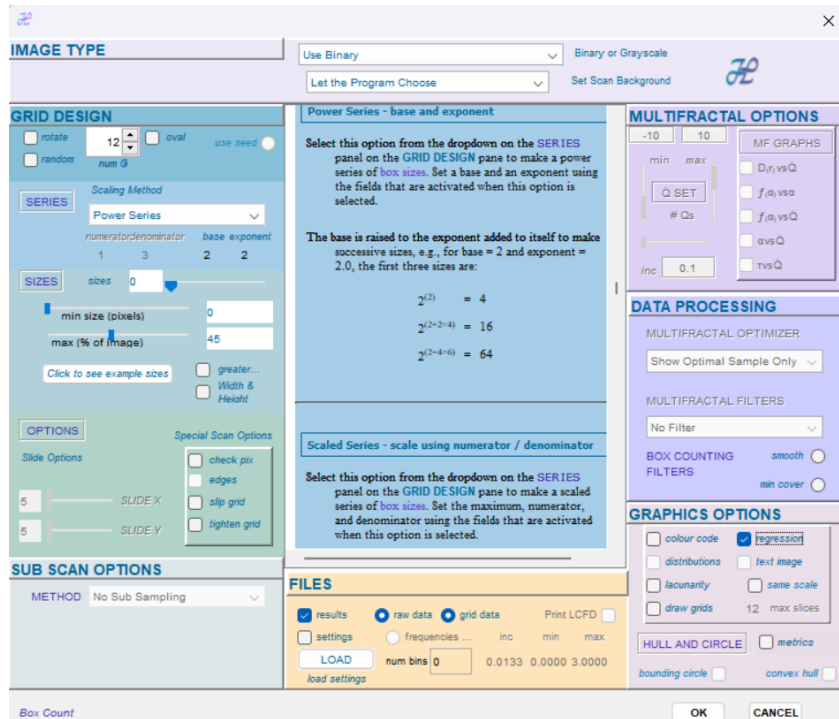 IMAGE TYPE
Use Binary
Binary or Grayscale
Let the Program Choose
Set Scan Background
GRID DESIGN
rotate
12
oval
use seed
random
num G
SERIES
Scaling Method
Power Series
numerator denominator base exponent
1 3 2 2
SIZES
sizes
0
min size (pixels)
0
max (% of image)
45
Click to see example sizes
greater...
Width &
Height
OPTIONS
Special Scan Options
Slide Options
check pix
edges
5
SLIDE X
slip grid
5
SLIDE Y
tighten grid
SUB SCAN OPTIONS
METHOD
No Sub Sampling
Power Series - base and exponent
Select this option from the dropdown on the SERIES
panel on the GRID DESIGN pane to make a power
series of box sizes. Set a base and an exponent using
the fields that are activated when this option is
selected.
The base is raised to the exponent added to itself to make
successive sizes, e.g., for base = 2 and exponent =
2.0, the first three sizes are:
2(2) = 4
2(2+2=4) = 16
2(2+4=6) = 64
Scaled Series - scale using numerator / denominator
Select this option from the dropdown on the SERIES
panel on the GRID DESIGN pane to make a scaled
series of box sizes. Set the maximum, numerator,
and denominator using the fields that are activated
when this option is selected.
FILES
results
raw data
grid data
Print LCFD
settings
frequencies ...
inc min max
LOAD
num bins 0
0.0133 0.0000 3.0000
load settings
MULTIFRACTAL OPTIONS
-10 10
MF GRAPHS
min max
D(r) vsQ
Q SET
f(α) vsα
# Qs
f(α) vsQ
αvsQ
inc
0.1
τvsQ
DATA PROCESSING
MULTIFRACTAL OPTIMIZER
Show Optimal Sample Only
MULTIFRACTAL FILTERS
No Filter
BOX COUNTING
FILTERS
smooth
min cover
GRAPHICS OPTIONS
colour code
regression
distributions
text image
lacunarity
same scale
draw grids
12 max slices
HULL AND CIRCLE
metrics
bounding circle
convex hull
Box Count
OK
CANCEL